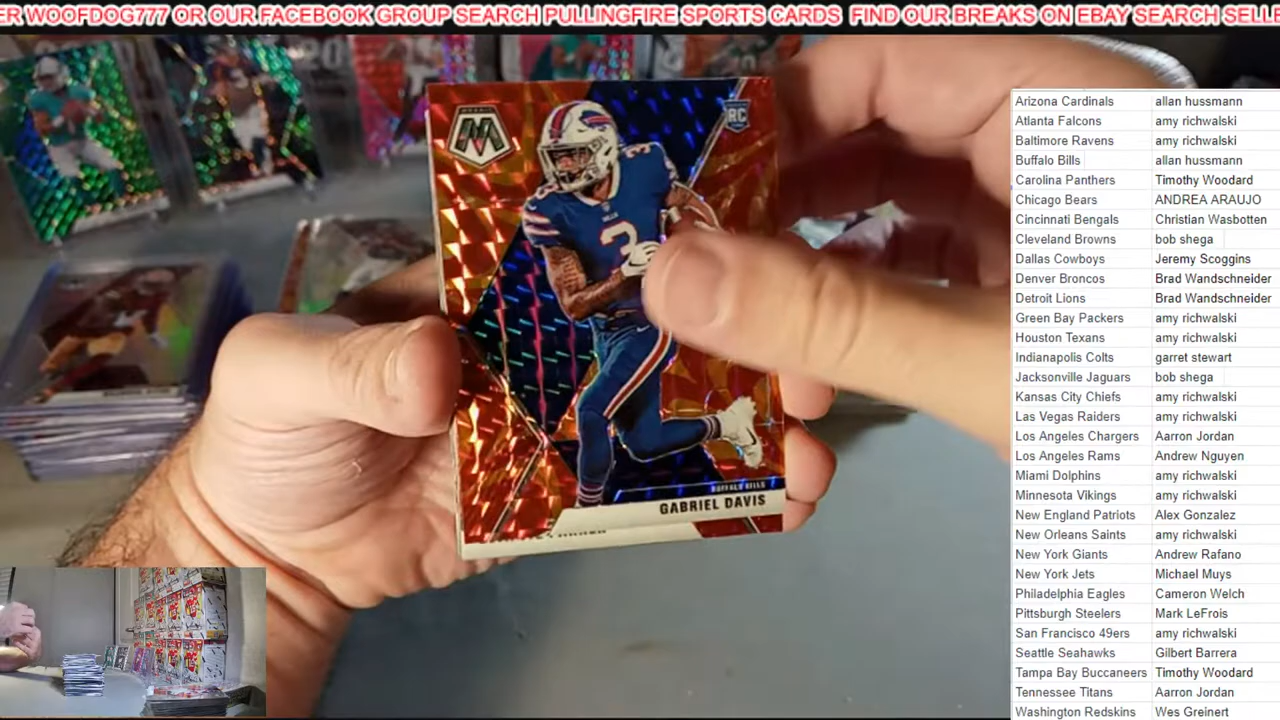 ER WOOFDOG777 OR OUR FACEBOOK GROUP SEARCH PULLINGFIRE SPORTS CARDS  FIND OUR BREAKS ON EBAY SEARCH SELLE
RC
BUFFALO BILLS
GABRIEL DAVIS
Arizona Cardinals allan hussmann
Atlanta Falcons amy richwalski
Baltimore Ravens amy richwalski
Buffalo Bills allan hussmann
Carolina Panthers Timothy Woodard
Chicago Bears ANDREA ARAUJO
Cincinnati Bengals Christian Wasbotten
Cleveland Browns bob shega
Dallas Cowboys Jeremy Scoggins
Denver Broncos Brad Wandschneider
Detroit Lions Brad Wandschneider
Green Bay Packers amy richwalski
Houston Texans amy richwalski
Indianapolis Colts garret stewart
Jacksonville Jaguars bob shega
Kansas City Chiefs amy richwalski
Las Vegas Raiders amy richwalski
Los Angeles Chargers Aarron Jordan
Los Angeles Rams Andrew Nguyen
Miami Dolphins amy richwalski
Minnesota Vikings amy richwalski
New England Patriots Alex Gonzalez
New Orleans Saints amy richwalski
New York Giants Andrew Rafano
New York Jets Michael Muys
Philadelphia Eagles Cameron Welch
Pittsburgh Steelers Mark LeFrois
San Francisco 49ers amy richwalski
Seattle Seahawks Gilbert Barrera
Tampa Bay Buccaneers Timothy Woodard
Tennessee Titans Aarron Jordan
Washington Redskins Wes Greinert